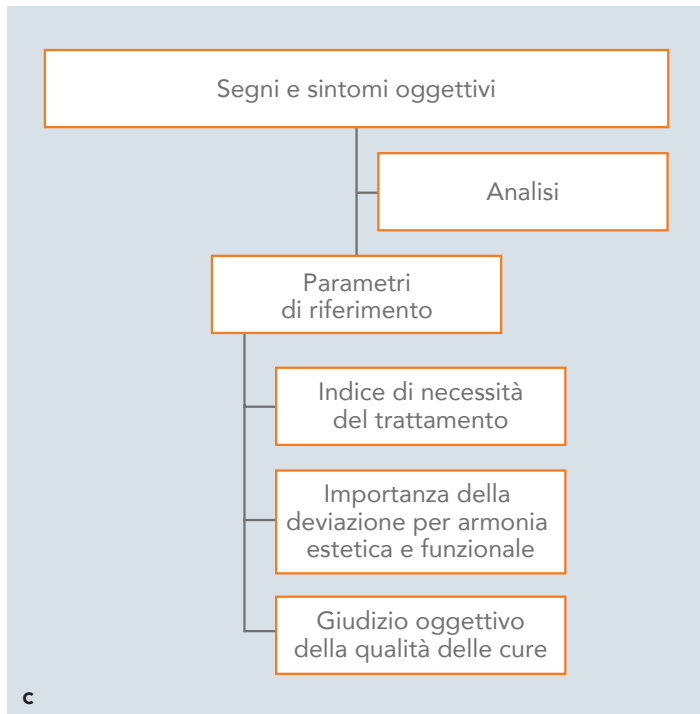 Segni e sintomi oggettivi
Analisi
Parametri
di riferimento
Indice di necessità
del trattamento
Importanza della
deviazione per armonia
estetica e funzionale
Giudizio oggettivo
della qualità delle cure
c